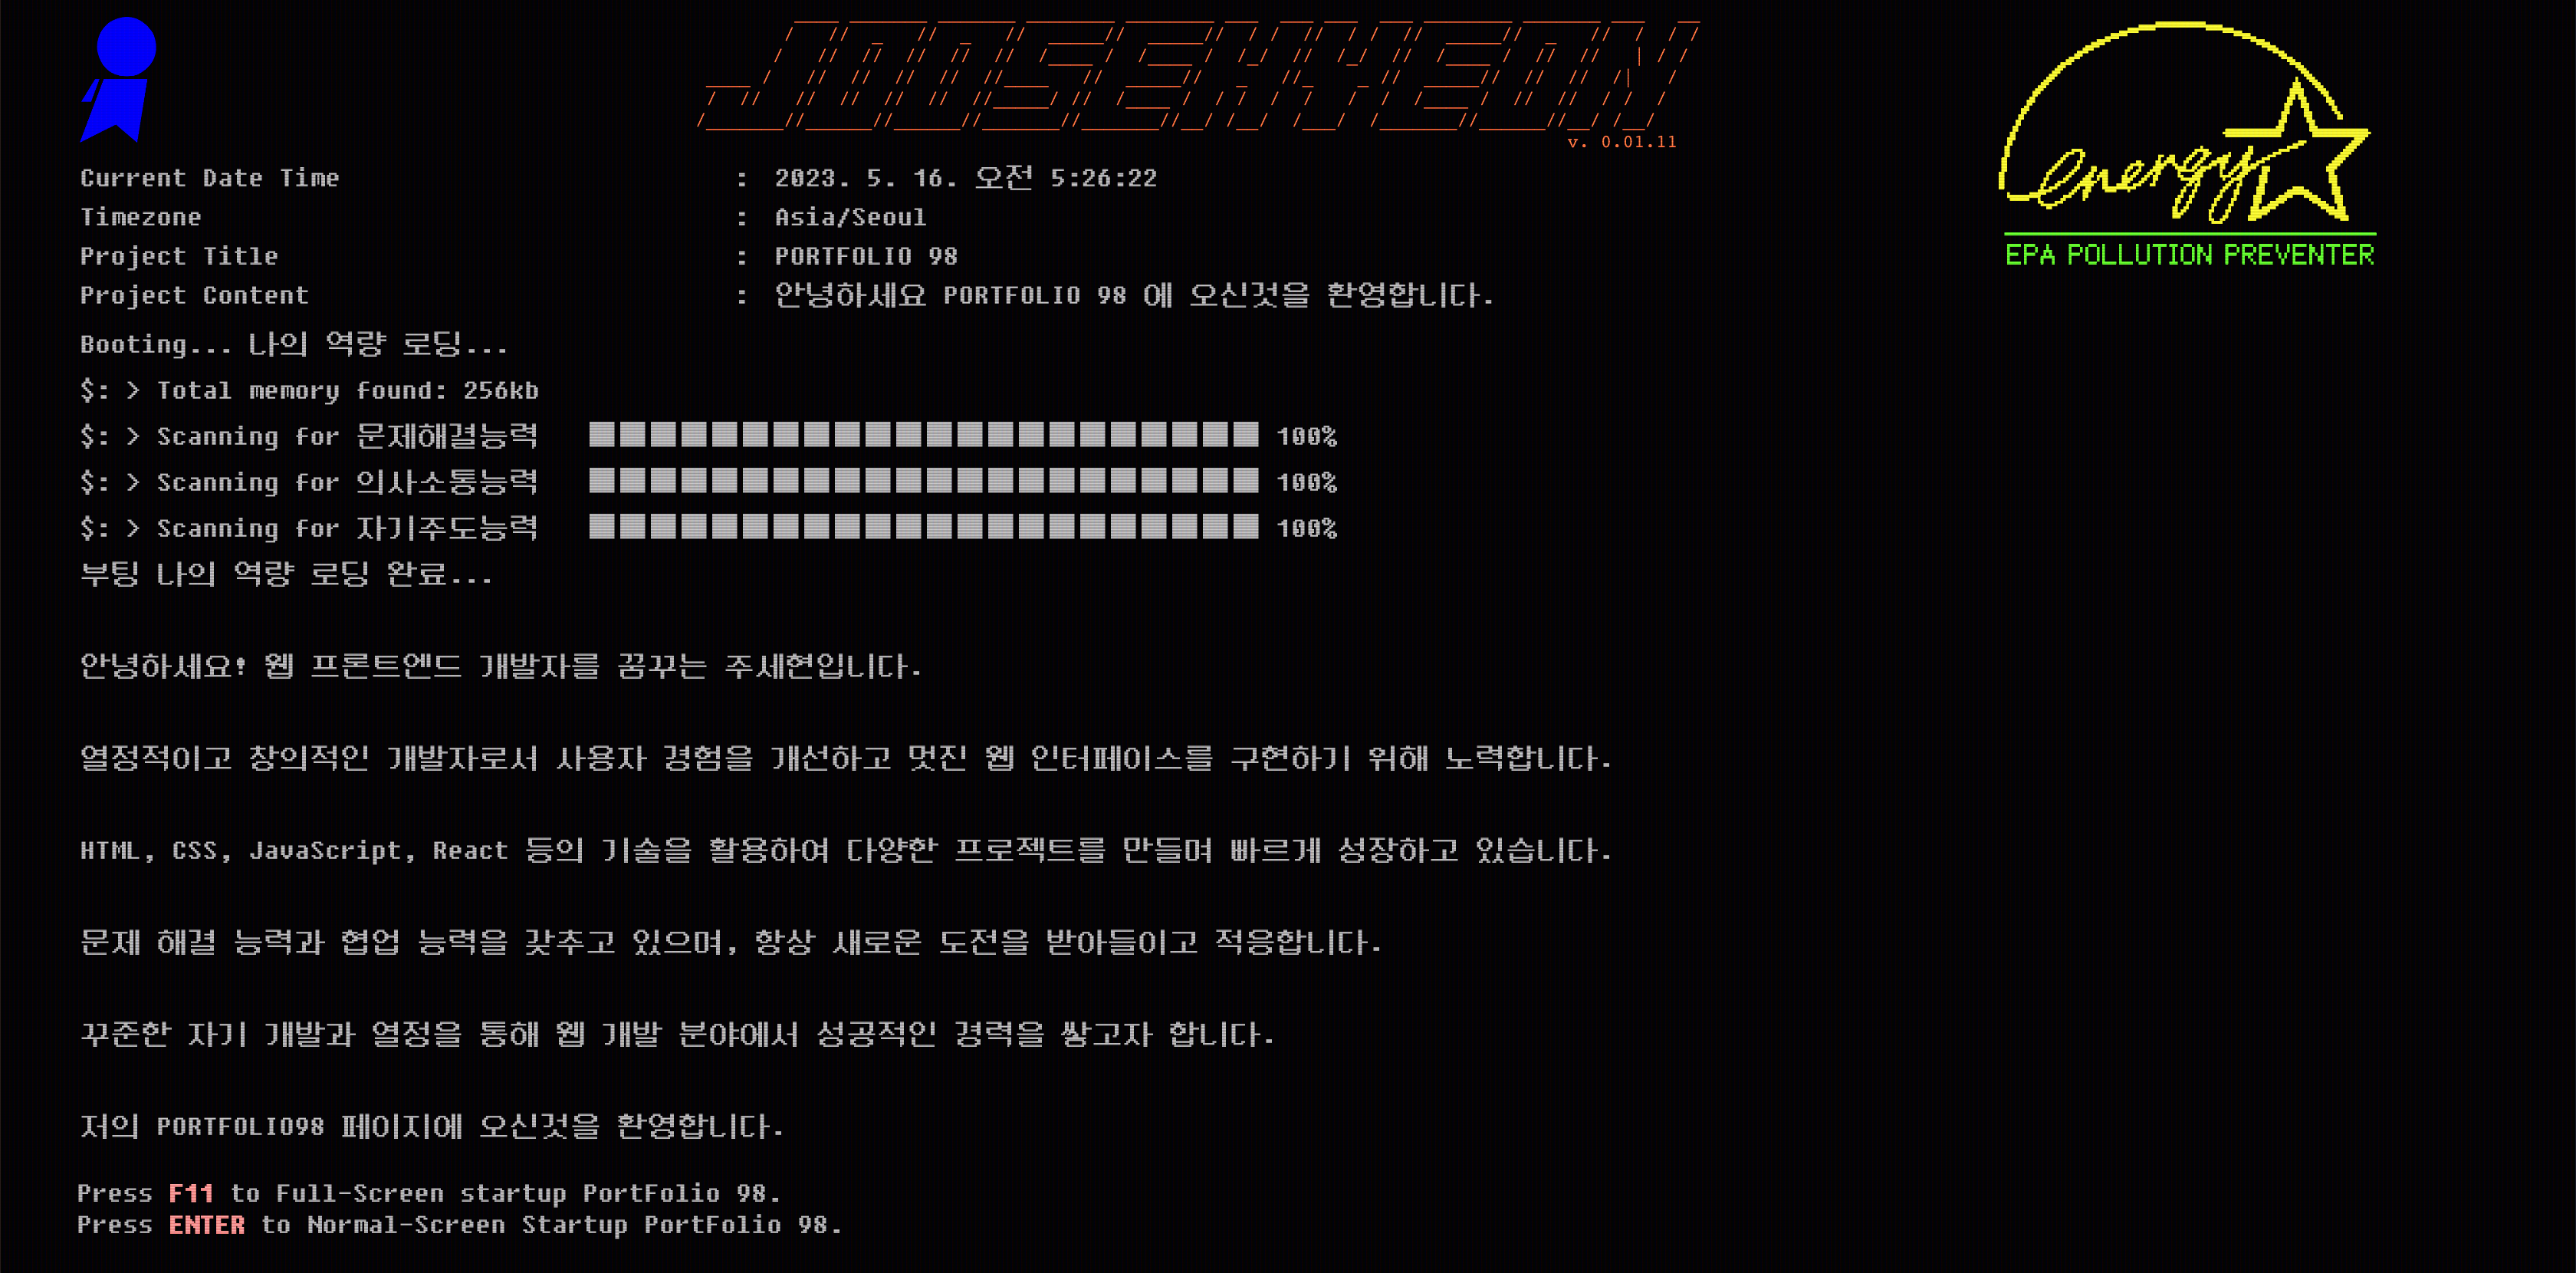 JOOSEHYEON
v. 0.01.11
energy
EPA POLLUTION PREVENTER
Current Date Time : 2023. 5. 16. 오전 5:26:22
Timezone : Asia/Seoul
Project Title : PORTFOLIO 98
Project Content : 안녕하세요 PORTFOLIO 98 에 오신것을 환영합니다.
Booting... 나의 역량 로딩...
$: > Total memory found: 256kb
$: > Scanning for 문제해결능력 100%
$: > Scanning for 의사소통능력 100%
$: > Scanning for 자기주도능력 100%
부팅 나의 역량 로딩 완료...
안녕하세요! 웹 프론트엔드 개발자를 꿈꾸는 주세현입니다.
열정적이고 창의적인 개발자로서 사용자 경험을 개선하고 멋진 웹 인터페이스를 구현하기 위해 노력합니다.
HTML, CSS, JavaScript, React 등의 기술을 활용하여 다양한 프로젝트를 만들며 빠르게 성장하고 있습니다.
문제 해결 능력과 협업 능력을 갖추고 있으며, 항상 새로운 도전을 받아들이고 적응합니다.
꾸준한 자기 개발과 열정을 통해 웹 개발 분야에서 성공적인 경력을 쌓고자 합니다.
저의 PORTFOLIO98 페이지에 오신것을 환영합니다.
Press F11 to Full-Screen startup PortFolio 98.
Press ENTER to Normal-Screen Startup PortFolio 98.